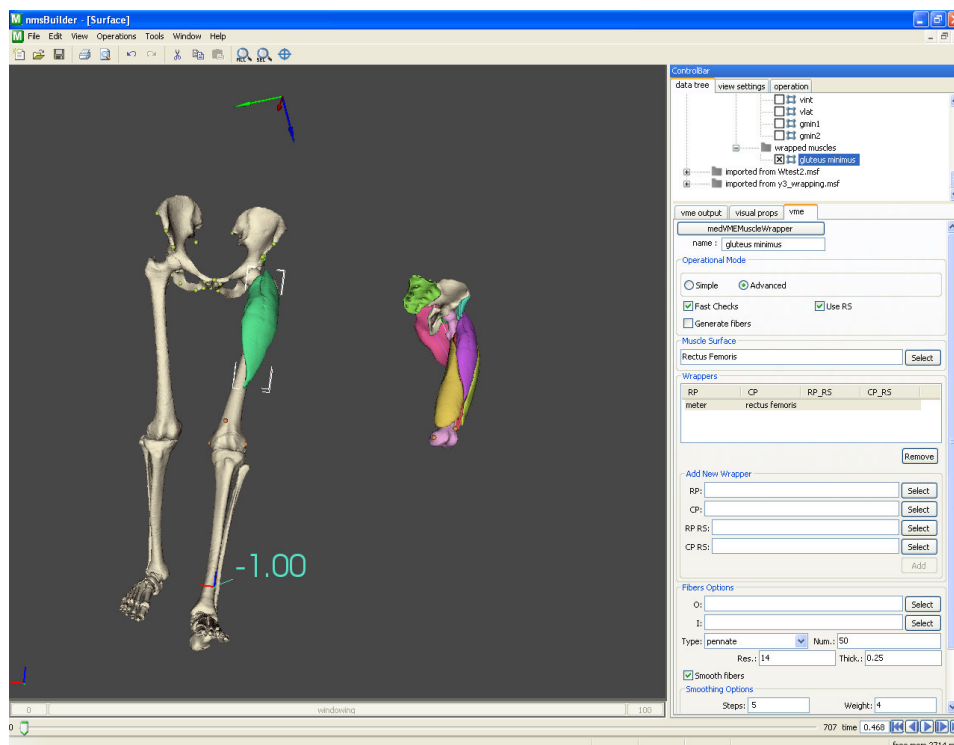 nmsBuilder - [Surface]
File Edit View Operations Tools Window Help
ALL SEL
ControlBar
data tree view settings operation
vint
vlat
gmin1
gmin2
wrapped muscles
gluteus minimus
imported from Wtest2.msf
imported from y3_wrapping.msf
vme output visual props vme
medVMEMuscleWrapper
name : gluteus minimus
Operational Mode
Simple Advanced
Fast Checks Use RS
Generate fibers
Muscle Surface
Rectus Femoris Select
Wrappers
RP CP RP_RS CP_RS
meter rectus femoris
Remove
Add New Wrapper
RP: Select
CP: Select
RP RS: Select
CP RS: Select
Add
-1.00
Fibers Options
O: Select
I: Select
Type: pennate Num.: 50
Res.: 14 Thick.: 0.25
Smooth fibers
Smoothing Options
Steps: 5 Weight: 4
0 windowing 100
0 707 time 0.468